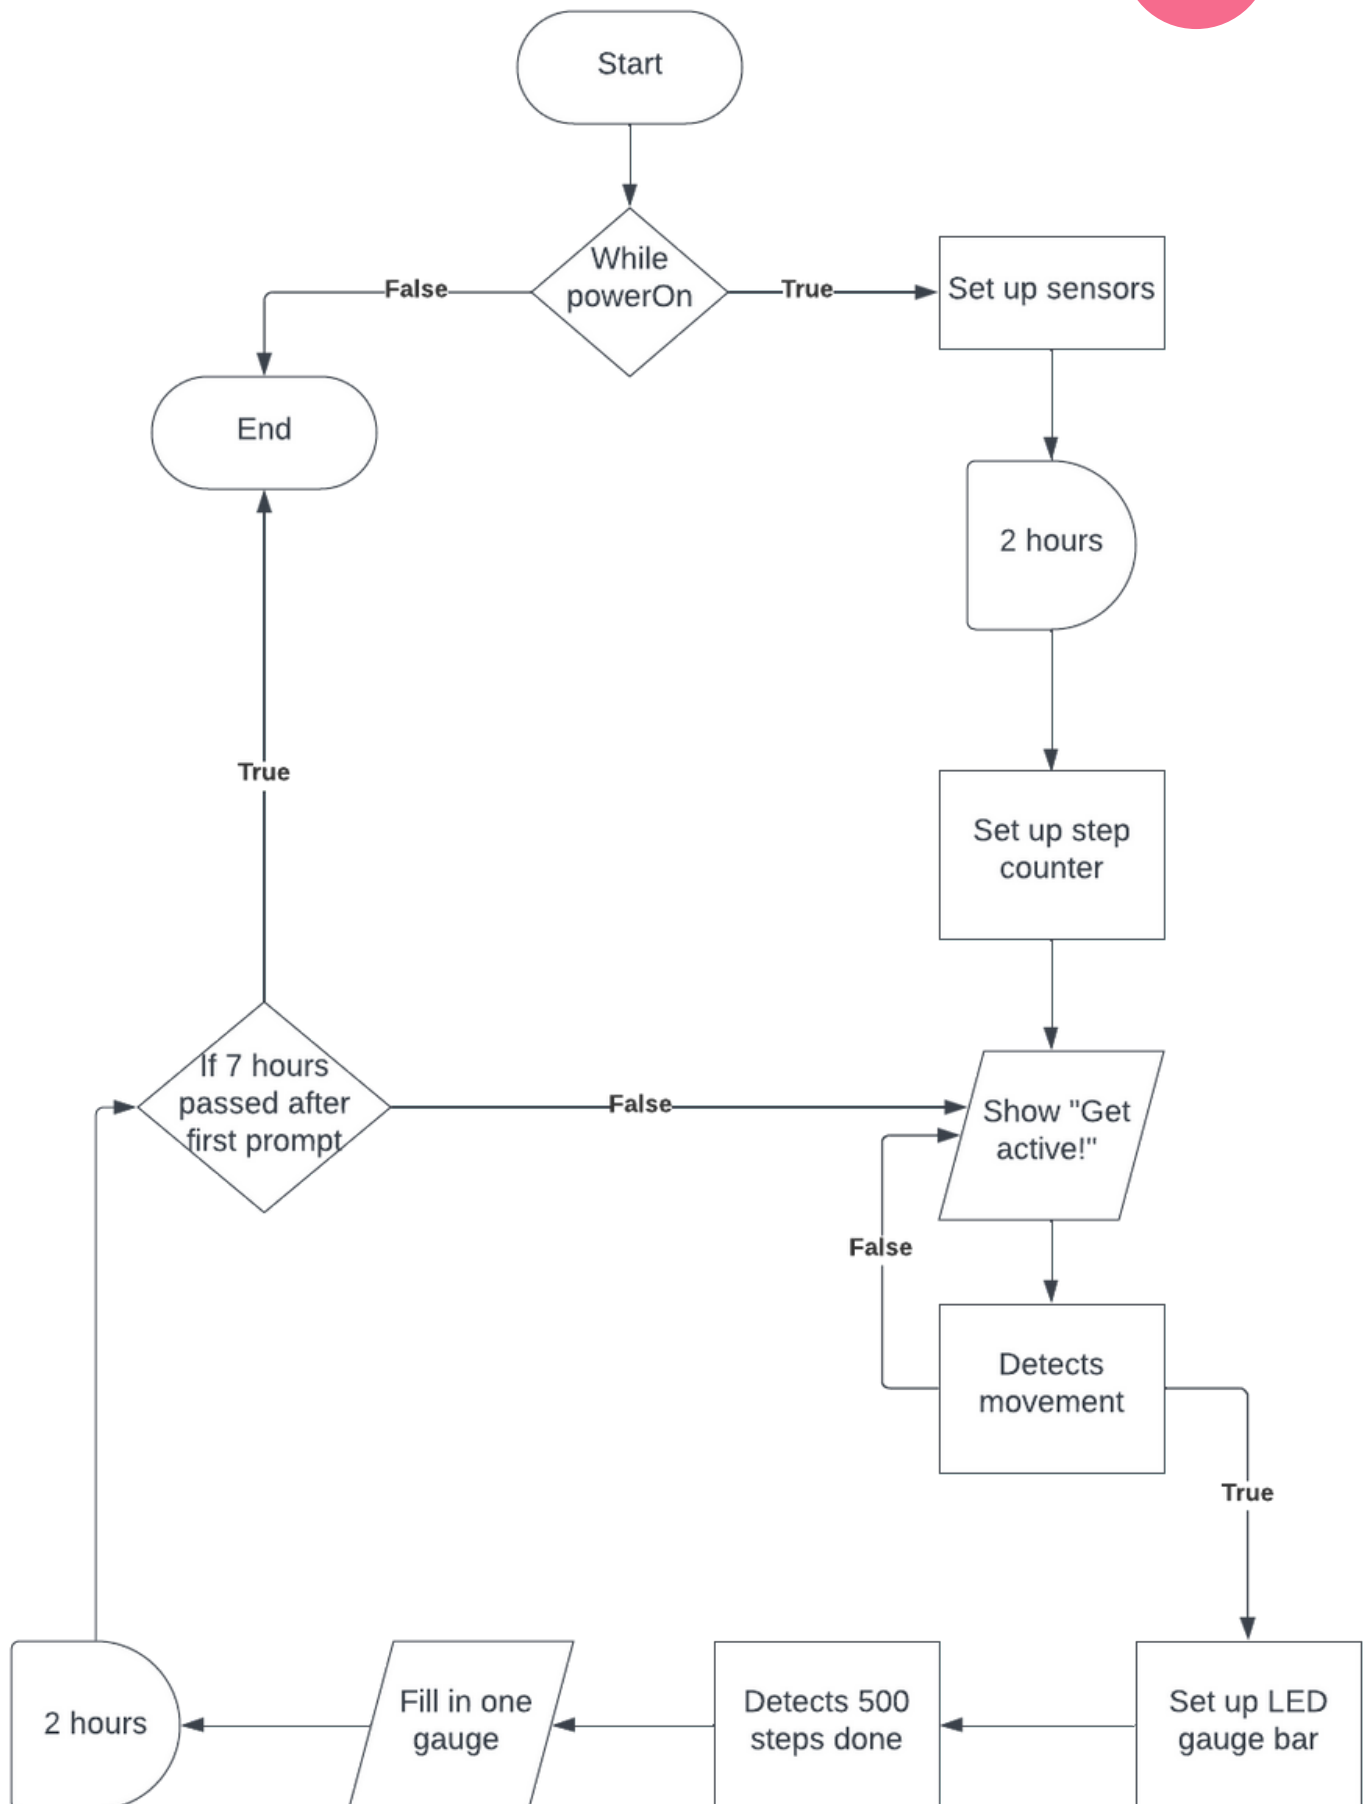 Start
While
powerOn
False
True
Set up sensors
End
2 hours
True
Set up step
counter
If 7 hours
passed after
first prompt
False
Show "Get
active!"
False
Detects
movement
True
2 hours
Fill in one
gauge
Detects 500
steps done
Set up LED
gauge bar